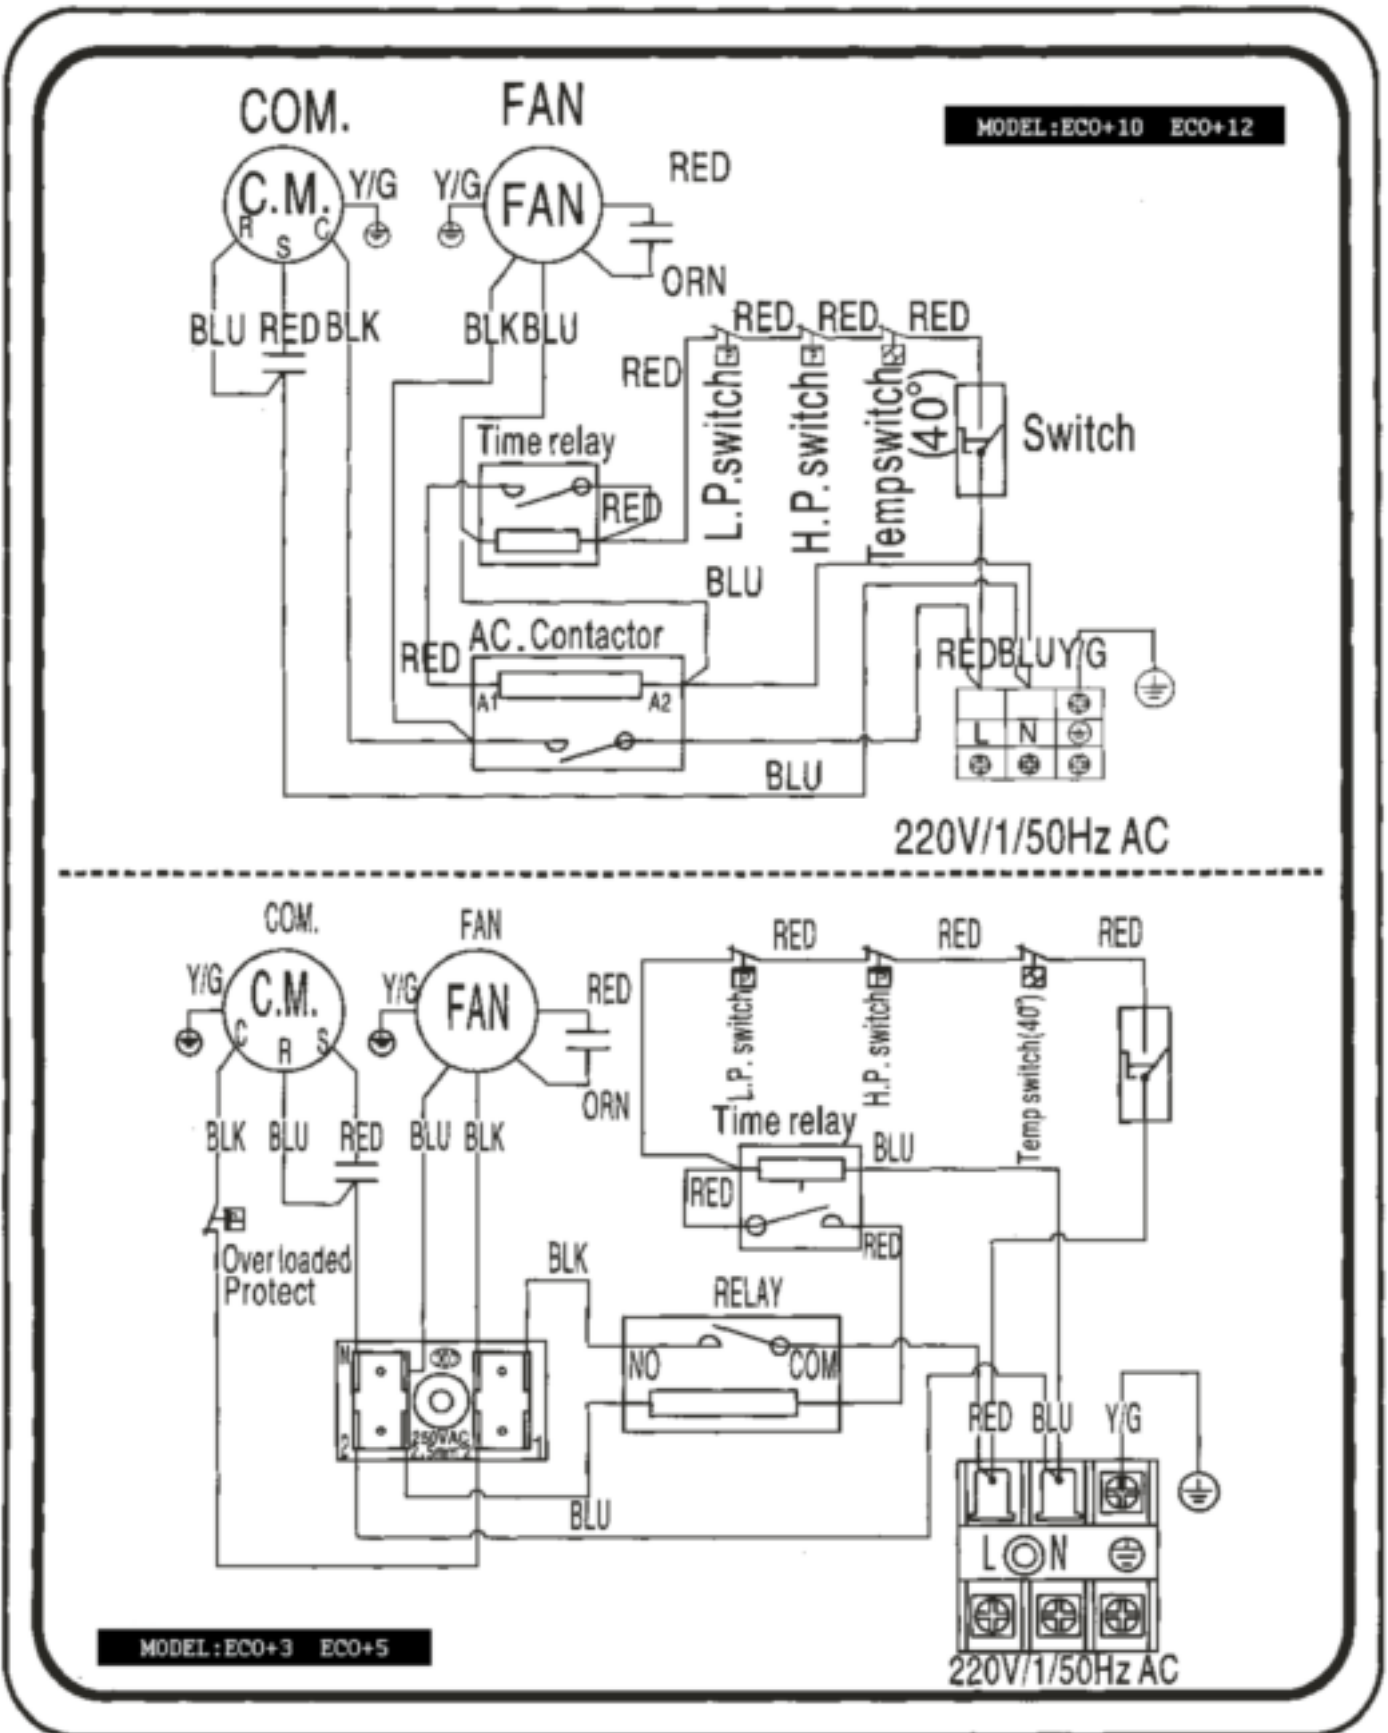 COM.
FAN
MODEL:ECO+10 ECO+12
RED
Y/G
Y/G
C.M.
FAN
R
S
C
ORN
BLU
RED
BLK
BLK
BLU
RED
RED
RED
RED
L.P.switch
H.P.switch
Tempswitch
(40°)
Switch
Time relay
RED
BLU
AC.Contactor
RED
A1
A2
RED
BLU
Y/G
L
N
BLU
220V/1/50Hz AC
COM.
FAN
RED
RED
RED
Y/G
C.M.
Y/G
FAN
RED
C
R
S
ORN
L.P. switch
H.P. switch
Temp switch(40°)
BLK
BLU
RED
BLU
BLK
Time relay
BLU
RED
RED
Over loaded
Protect
BLK
RELAY
NO
COM
N
2
250VAC
1
RED
BLU
Y/G
BLU
L
N
MODEL:ECO+3 ECO+5
220V/1/50Hz AC